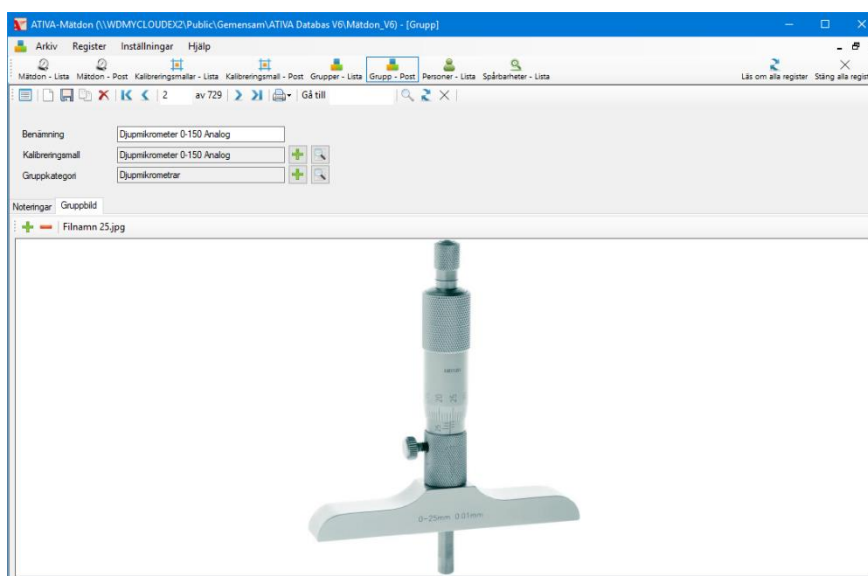 ATIVA-Mätdon (\\WDMYCLOUDEX2\Public\Gemensam\ATIVA Databas V6\Mätdon_V6) - [Grupp]
Arkiv Register Inställningar Hjälp
Mätdon - Lista Mätdon - Post Kalibreringsmallar - Lista Kalibreringsmall - Post Grupper - Lista Grupp - Post Personer - Lista Spårbarheter - Lista Läs om alla register Stäng alla regist
2 av 729 Gå till
Benämning Djupmikrometer 0-150 Analog
Kalibreringsmall Djupmikrometer 0-150 Analog
Gruppkategori Djupmikrometrar
Noteringar Gruppbild
Filnamn 25.jpg
0-25mm 0.01mm